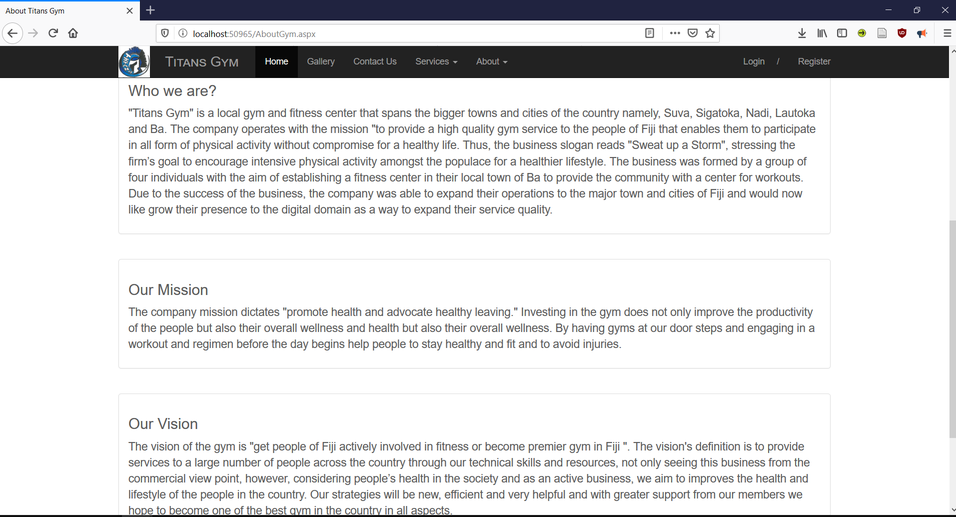 About Titans Gym
localhost:50965/AboutGym.aspx
TITANS GYM Home Gallery Contact Us Services About Login / Register
Who we are?
"Titans Gym" is a local gym and fitness center that spans the bigger towns and cities of the country namely, Suva, Sigatoka, Nadi, Lautoka
and Ba. The company operates with the mission "to provide a high quality gym service to the people of Fiji that enables them to participate
in all form of physical activity without compromise for a healthy life. Thus, the business slogan reads "Sweat up a Storm", stressing the
firm's goal to encourage intensive physical activity amongst the populace for a healthier lifestyle. The business was formed by a group of
four individuals with the aim of establishing a fitness center in their local town of Ba to provide the community with a center for workouts.
Due to the success of the business, the company was able to expand their operations to the major town and cities of Fiji and would now
like grow their presence to the digital domain as a way to expand their service quality.
Our Mission
The company mission dictates "promote health and advocate healthy leaving." Investing in the gym does not only improve the productivity
of the people but also their overall wellness and health but also their overall wellness. By having gyms at our door steps and engaging in a
workout and regimen before the day begins help people to stay healthy and fit and to avoid injuries.
Our Vision
The vision of the gym is "get people of Fiji actively involved in fitness or become premier gym in Fiji ". The vision's definition is to provide
services to a large number of people across the country through our technical skills and resources, not only seeing this business from the
commercial view point, however, considering people's health in the society and as an active business, we aim to improves the health and
lifestyle of the people in the country. Our strategies will be new, efficient and very helpful and with greater support from our members we
hope to become one of the best gym in the country in all aspects.